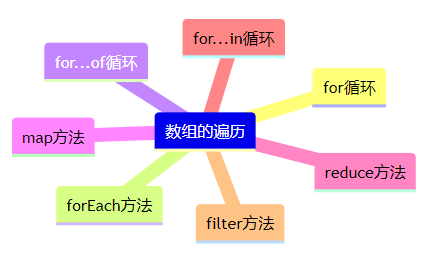 for...in循环
for...of循环
for循环
数组的遍历
map方法
reduce方法
forEach方法
filter方法